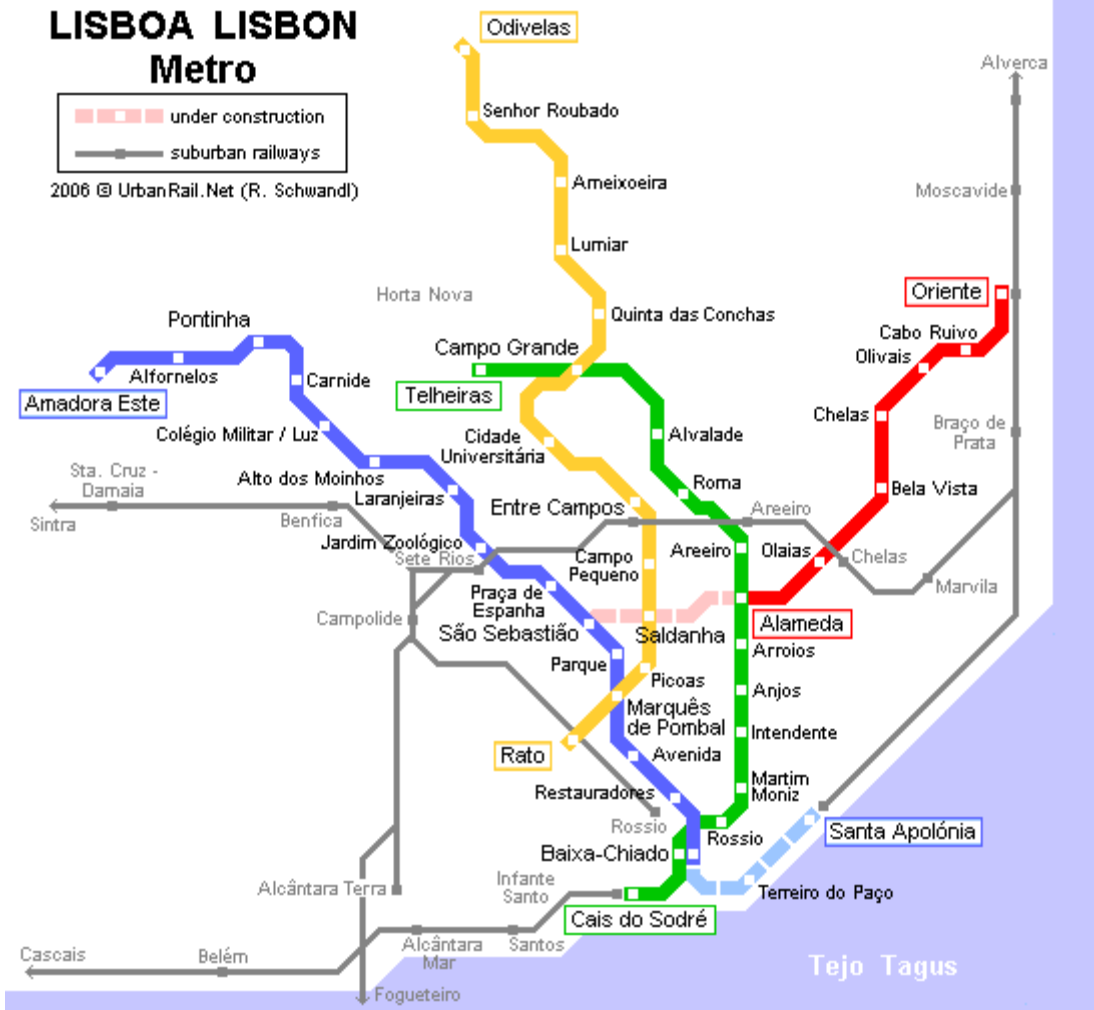 LISBOA LISBON
Metro
under construction
suburban railways
2006 © UrbanRail.Net (R. Schwandl)
Odivelas
Senhor Roubado
Ameixoeira
Lumiar
Horta Nova
Quinta das Conchas
Alverca
Moscavide
Oriente
Cabo Ruivo
Olivais
Chelas
Braço de
Prata
Bela Vista
Pontinha
Alfornelos
Amadora Este
Carnide
Colégio Militar / Luz
Alto dos Moinhos
Laranjeiras
Campo Grande
Telheiras
Alvalade
Cidade
Universitária
Roma
Sta. Cruz -
Damaia
Sintra
Benfica
Entre Campos
Areeiro
Jardim Zoológico
Sete Rios
Campo
Pequeno
Areeiro
Olaias
Chelas
Marvila
Praça de
Espanha
Campolide
São Sebastião
Saldanha
Alameda
Arroios
Parque
Picoas
Anjos
Marquês
de Pombal
Intendente
Rato
Avenida
Martim
Moniz
Restauradores
Rossio
Rossio
Santa Apolónia
Baixa-Chiado
Terreiro do Paço
Infante
Santo
Alcântara Terra
Cais do Sodré
Cascais
Belém
Alcântara
Mar
Santos
Fogueteiro
Tejo Tagus